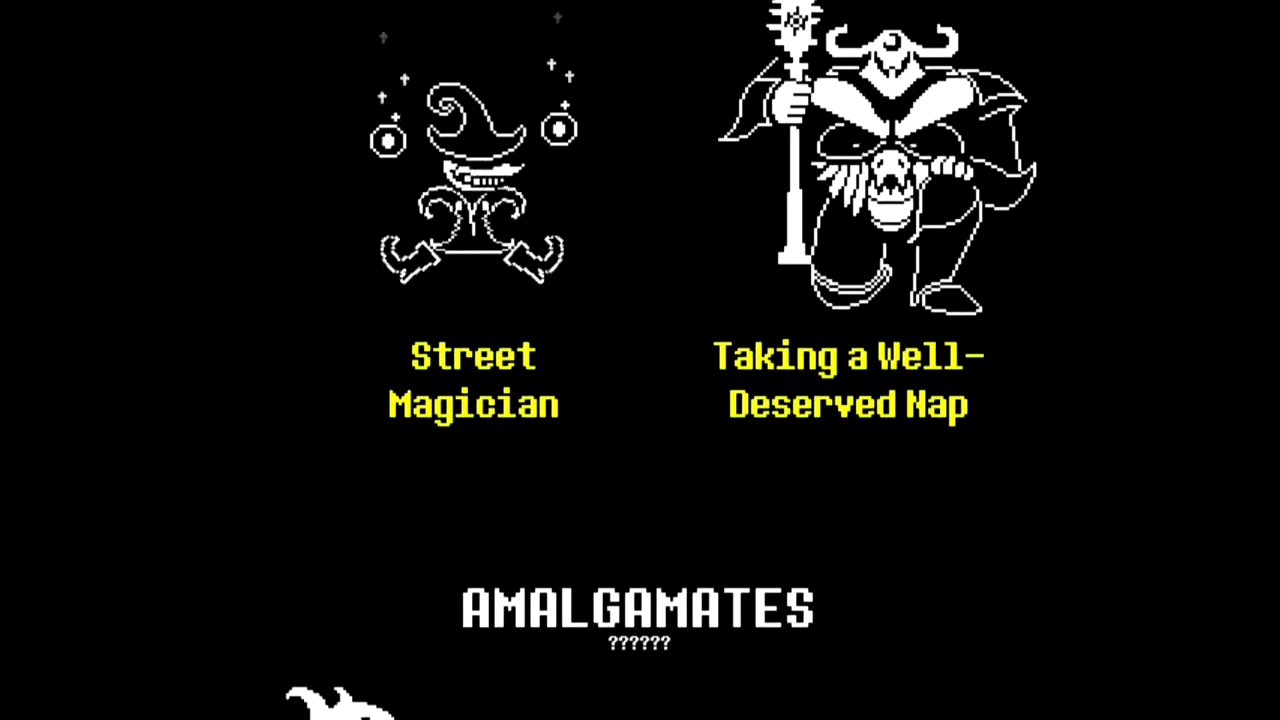 Street
Magician
Taking a Well-
Deserved Nap
AMALGAMATES
??????